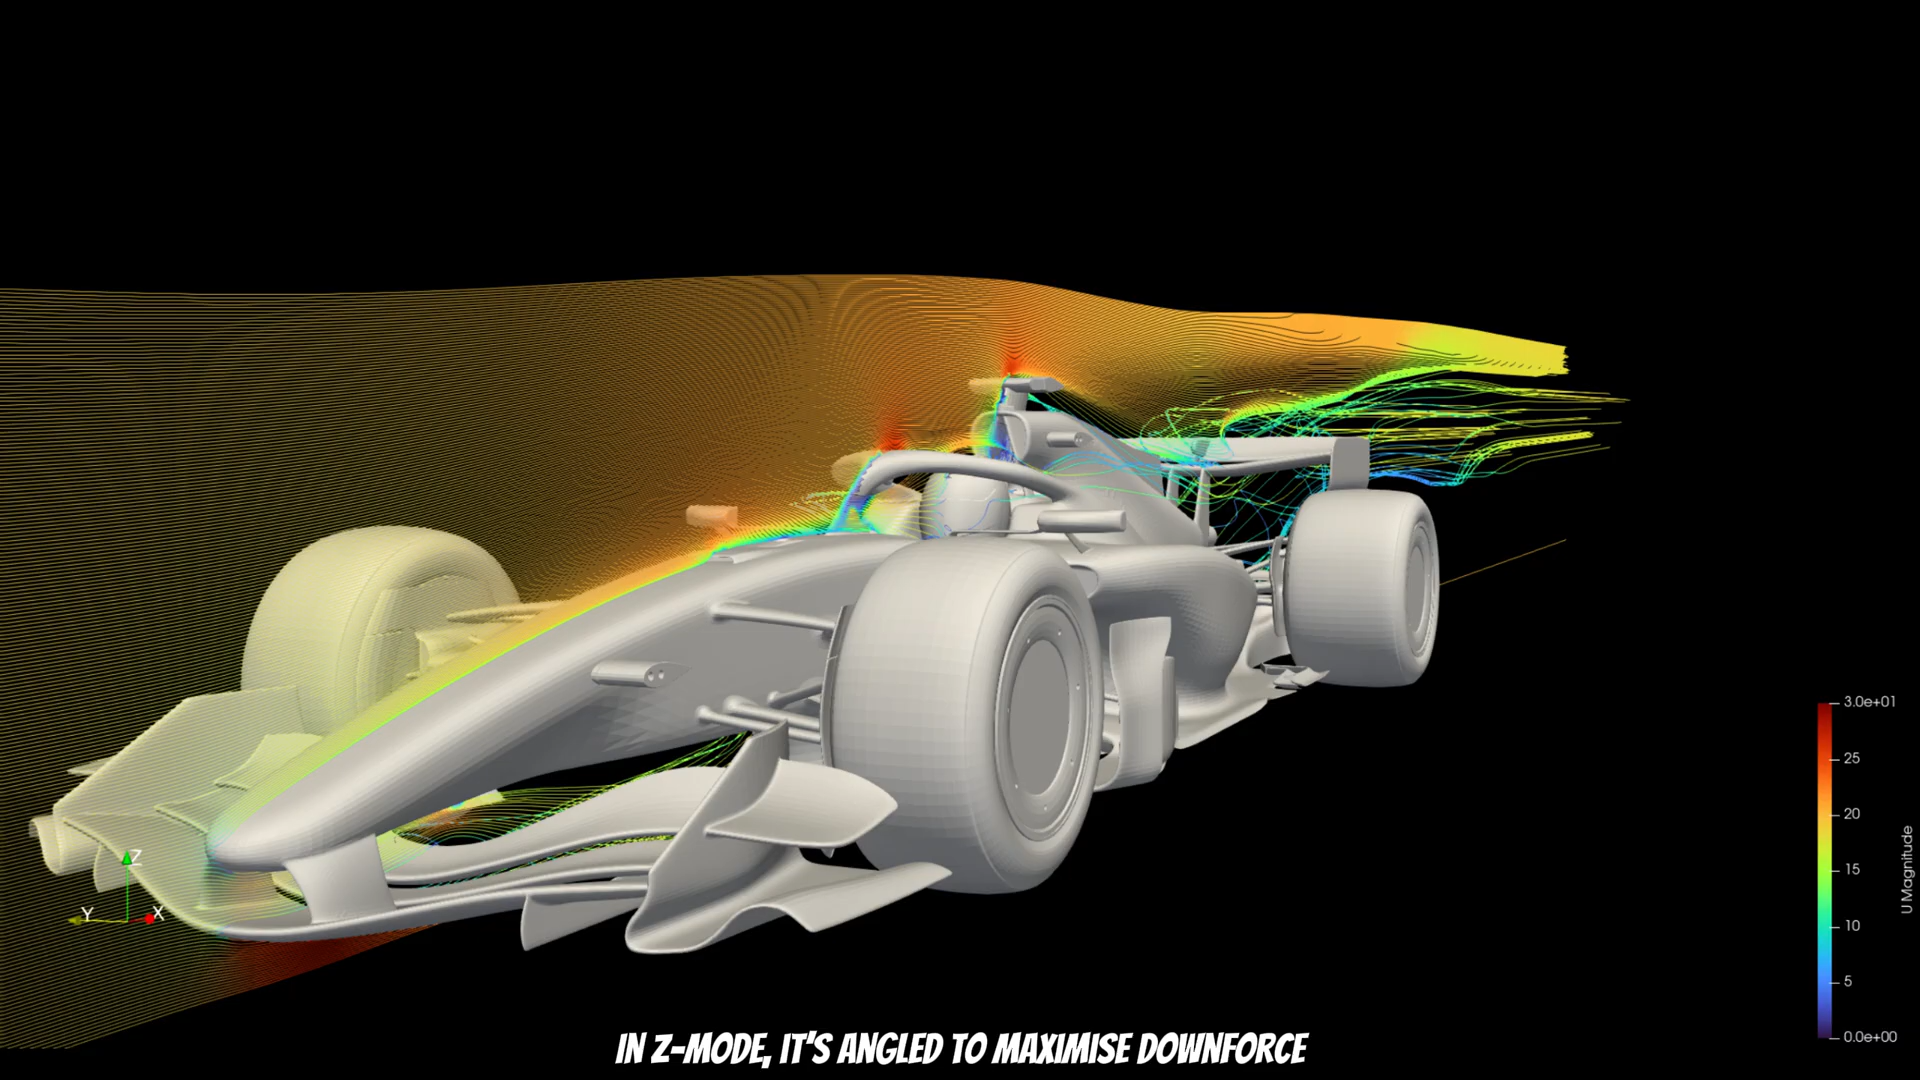 3.0e+01
25
20
15
10
5
0.0e+00
U Magnitude
Z
Y
X
IN Z-MODE, IT'S ANGLED TO MAXIMISE DOWNFORCE